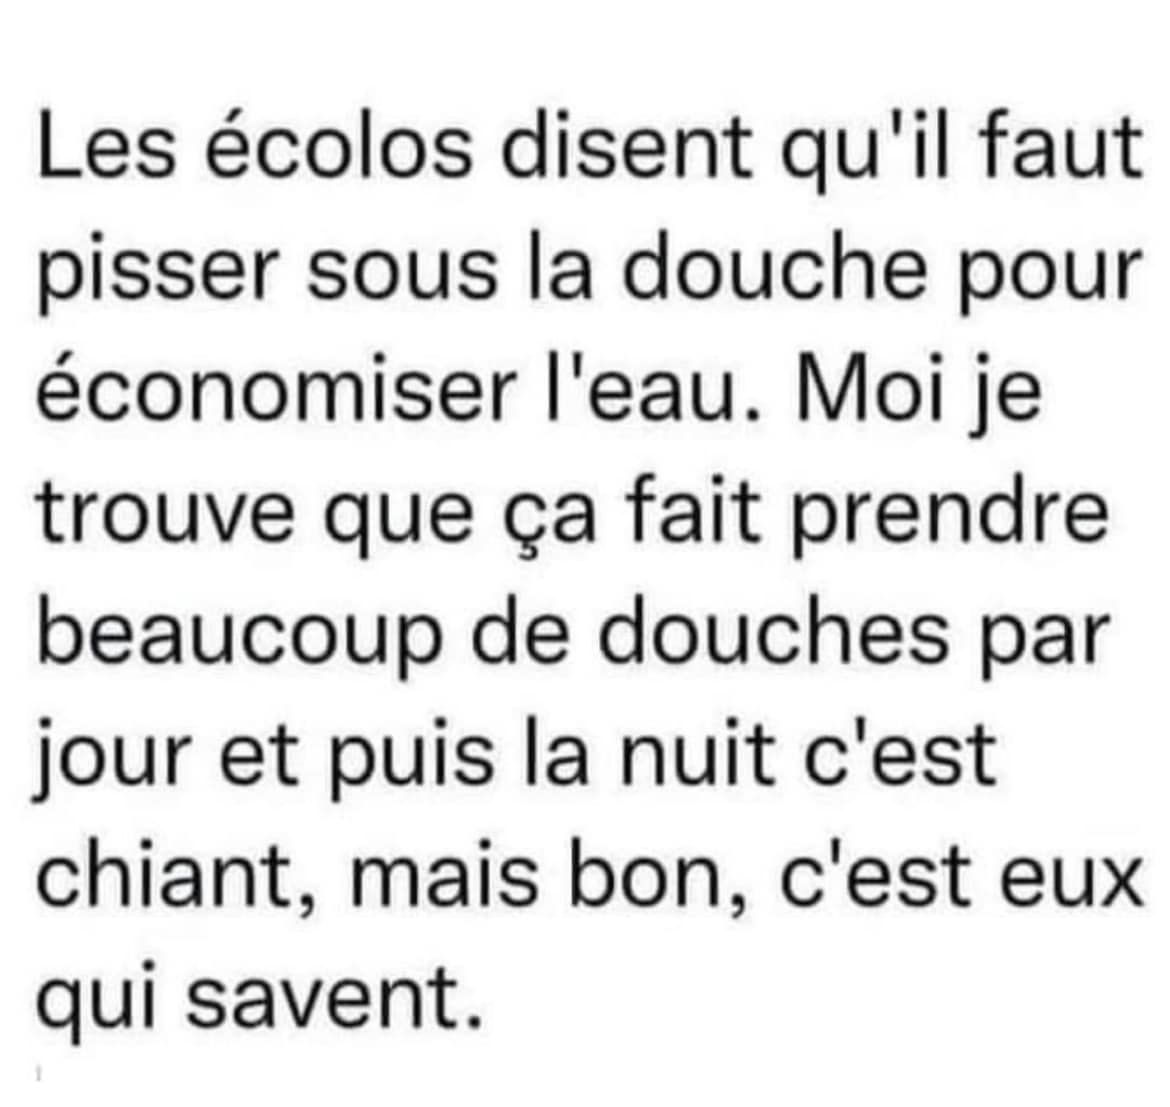 Les écolos disent qu'il faut
pisser sous la douche pour
économiser l'eau. Moi je
trouve que ça fait prendre
beaucoup de douches par
jour et puis la nuit c'est
chiant, mais bon, c'est eux
qui savent.